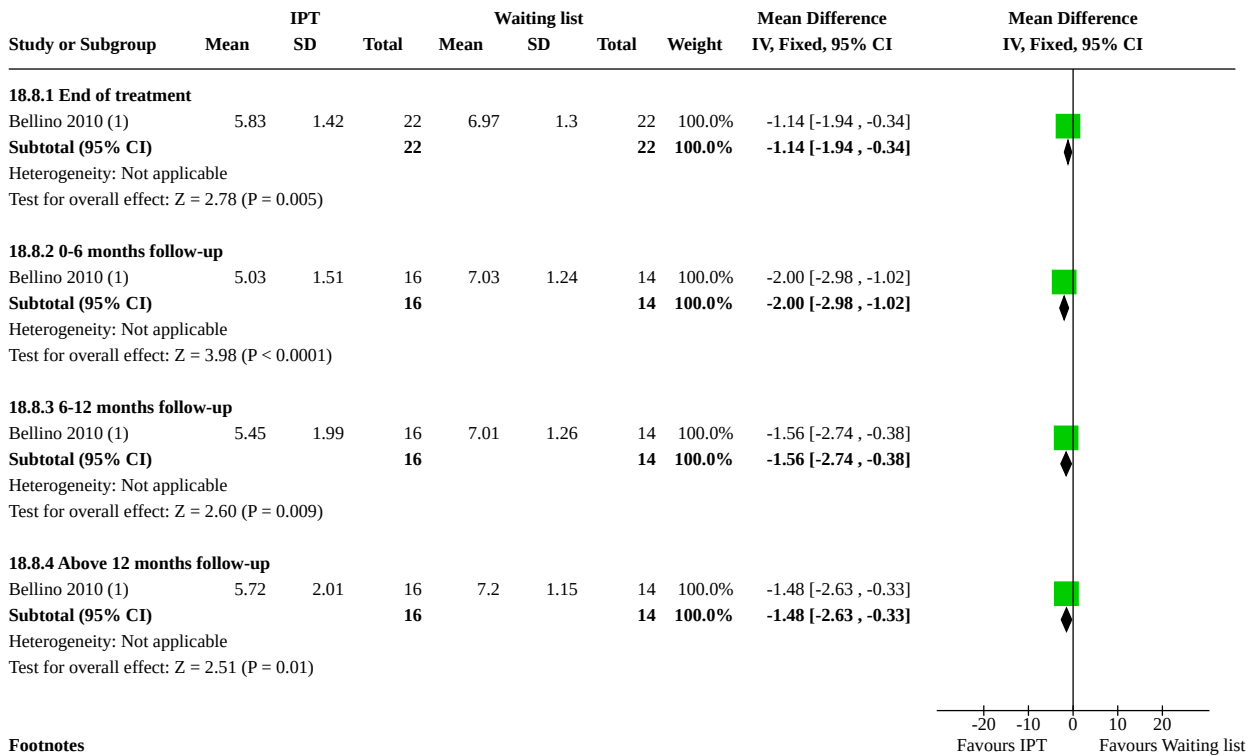 IPT Waiting list Mean Difference Mean Difference
Study or Subgroup Mean SD Total Mean SD Total Weight IV, Fixed, 95% CI IV, Fixed, 95% CI
18.8.1 End of treatment
Bellino 2010 (1) 5.83 1.42 22 6.97 1.3 22 100.0% -1.14 [-1.94 , -0.34]
Subtotal (95% CI) 22 22 100.0% -1.14 [-1.94 , -0.34]
Heterogeneity: Not applicable
Test for overall effect: Z = 2.78 (P = 0.005)
18.8.2 0-6 months follow-up
Bellino 2010 (1) 5.03 1.51 16 7.03 1.24 14 100.0% -2.00 [-2.98 , -1.02]
Subtotal (95% CI) 16 14 100.0% -2.00 [-2.98 , -1.02]
Heterogeneity: Not applicable
Test for overall effect: Z = 3.98 (P < 0.0001)
18.8.3 6-12 months follow-up
Bellino 2010 (1) 5.45 1.99 16 7.01 1.26 14 100.0% -1.56 [-2.74 , -0.38]
Subtotal (95% CI) 16 14 100.0% -1.56 [-2.74 , -0.38]
Heterogeneity: Not applicable
Test for overall effect: Z = 2.60 (P = 0.009)
18.8.4 Above 12 months follow-up
Bellino 2010 (1) 5.72 2.01 16 7.2 1.15 14 100.0% -1.48 [-2.63 , -0.33]
Subtotal (95% CI) 16 14 100.0% -1.48 [-2.63 , -0.33]
Heterogeneity: Not applicable
Test for overall effect: Z = 2.51 (P = 0.01)
-20 -10 0 10 20
Footnotes Favours IPT Favours Waiting list